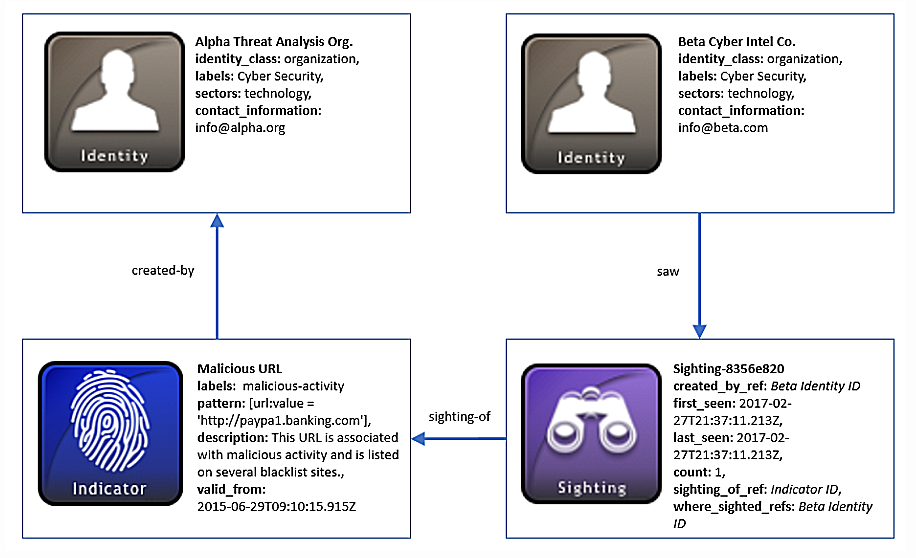 Alpha Threat Analysis Org.
identity_class: organization,
labels: Cyber Security,
sectors: technology,
contact_information:
info@alpha.org
Identity
Beta Cyber Intel Co.
identity_class: organization,
labels: Cyber Security,
sectors: technology,
contact_information:
info@beta.com
Identity
created-by
saw
Malicious URL
labels: malicious-activity
pattern: [url:value =
'http://paypa1.banking.com'],
description: This URL is associated
with malicious activity and is listed
on several blacklist sites.,
valid_from:
2015-06-29T09:10:15.915Z
Indicator
sighting-of
Sighting-8356e820
created_by_ref: Beta Identity ID
first_seen: 2017-02-
27T21:37:11.213Z,
last_seen: 2017-02-
27T21:37:11.213Z,
count: 1,
sighting_of_ref: Indicator ID,
where_sighted_refs: Beta Identity
ID
Sighting